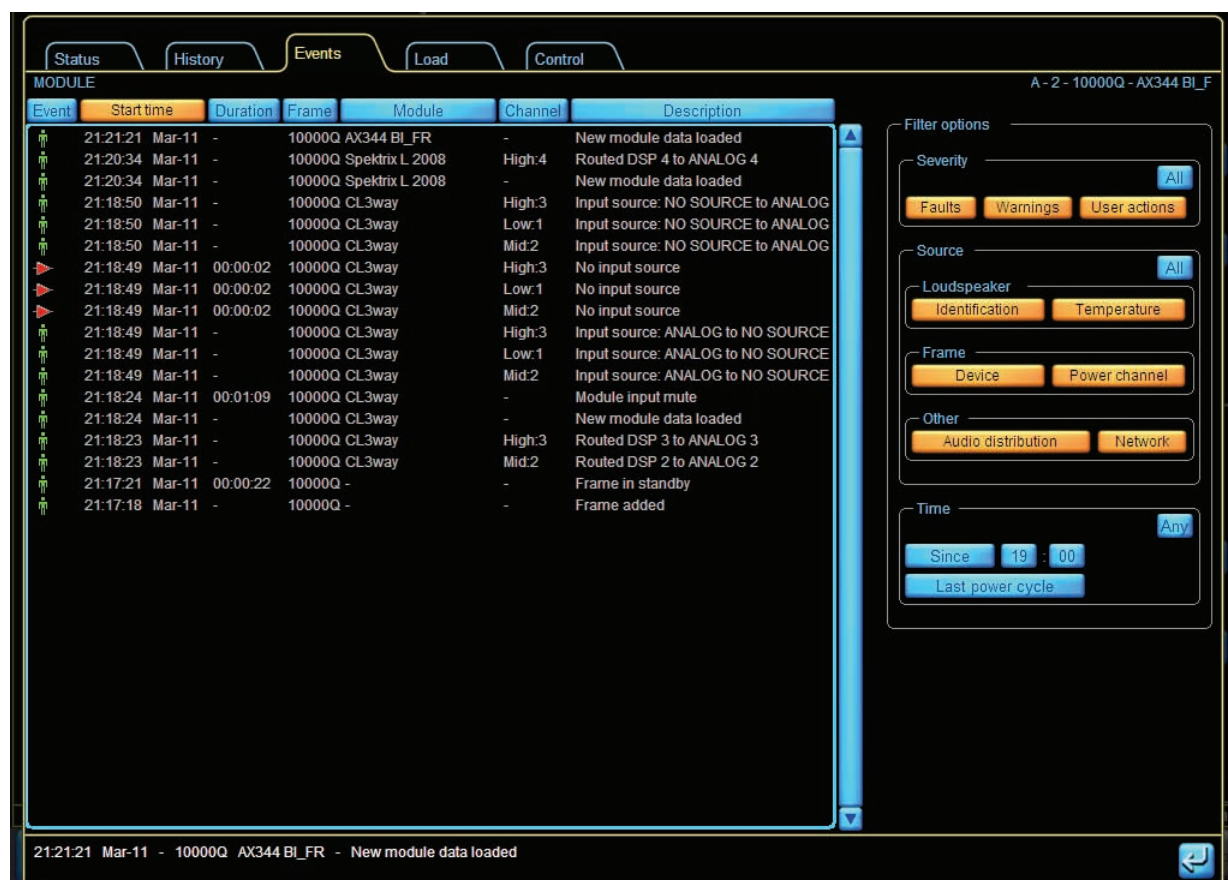 Status History Events Load Control
MODULE A - 2 - 10000Q - AX344 BI_F
Event Start time Duration Frame Module Channel Description
21:21:21 Mar-11 - 10000Q AX344 BI_FR - New module data loaded
21:20:34 Mar-11 - 10000Q Spektrix L 2008 High:4 Routed DSP 4 to ANALOG 4
21:20:34 Mar-11 - 10000Q Spektrix L 2008 - New module data loaded
21:18:50 Mar-11 - 10000Q CL3way High:3 Input source: NO SOURCE to ANALOG
21:18:50 Mar-11 - 10000Q CL3way Low:1 Input source: NO SOURCE to ANALOG
21:18:50 Mar-11 - 10000Q CL3way Mid:2 Input source: NO SOURCE to ANALOG
21:18:49 Mar-11 00:00:02 10000Q CL3way High:3 No input source
21:18:49 Mar-11 00:00:02 10000Q CL3way Low:1 No input source
21:18:49 Mar-11 00:00:02 10000Q CL3way Mid:2 No input source
21:18:49 Mar-11 - 10000Q CL3way High:3 Input source: ANALOG to NO SOURCE
21:18:49 Mar-11 - 10000Q CL3way Low:1 Input source: ANALOG to NO SOURCE
21:18:49 Mar-11 - 10000Q CL3way Mid:2 Input source: ANALOG to NO SOURCE
21:18:24 Mar-11 00:01:09 10000Q CL3way - Module input mute
21:18:24 Mar-11 - 10000Q CL3way - New module data loaded
21:18:23 Mar-11 - 10000Q CL3way High:3 Routed DSP 3 to ANALOG 3
21:18:23 Mar-11 - 10000Q CL3way Mid:2 Routed DSP 2 to ANALOG 2
21:17:21 Mar-11 00:00:22 10000Q - - Frame in standby
21:17:18 Mar-11 - 10000Q - - Frame added
Filter options
Severity
All
Faults Warnings User actions
Source
All
Loudspeaker
Identification Temperature
Frame
Device Power channel
Other
Audio distribution Network
Time
Any
Since 19 : 00
Last power cycle
21:21:21 Mar-11 - 10000Q AX344 BI_FR - New module data loaded